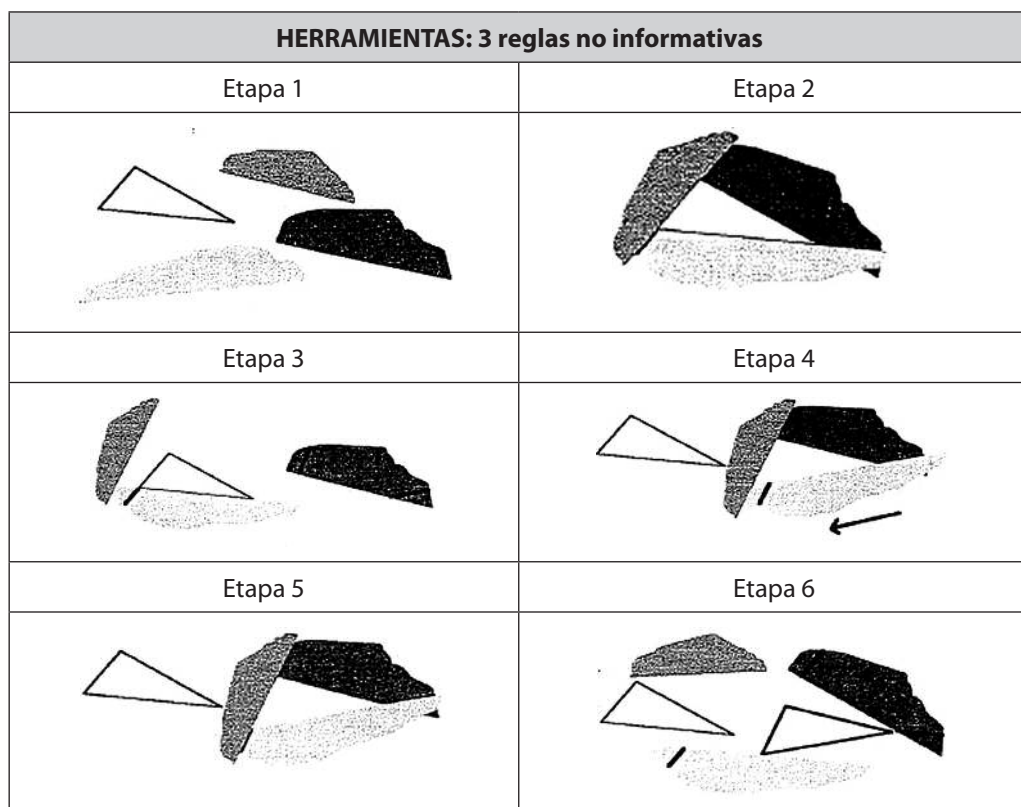 HERRAMIENTAS: 3 reglas no informativas
Etapa 1
Etapa 2
Etapa 3
Etapa 4
Etapa 5
Etapa 6